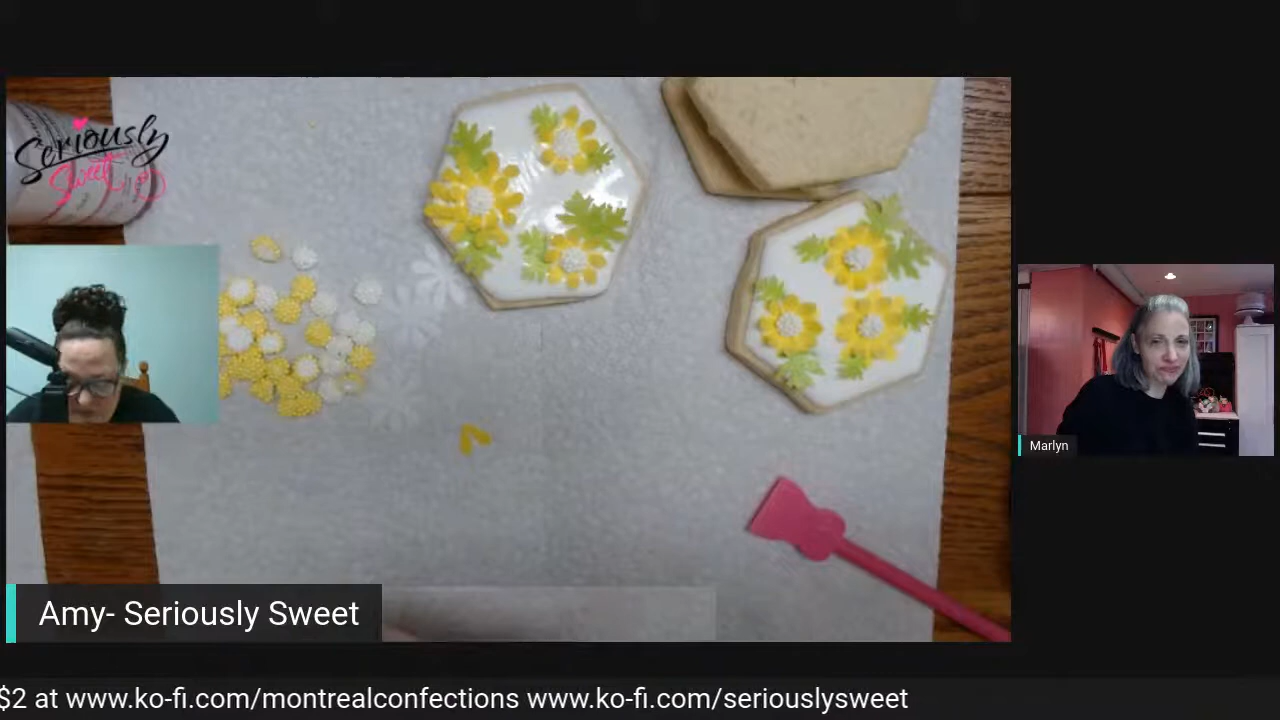 Seriously
Sweet
Marlyn
Amy- Seriously Sweet
$2 at www.ko-fi.com/montrealconfections www.ko-fi.com/seriouslysweet